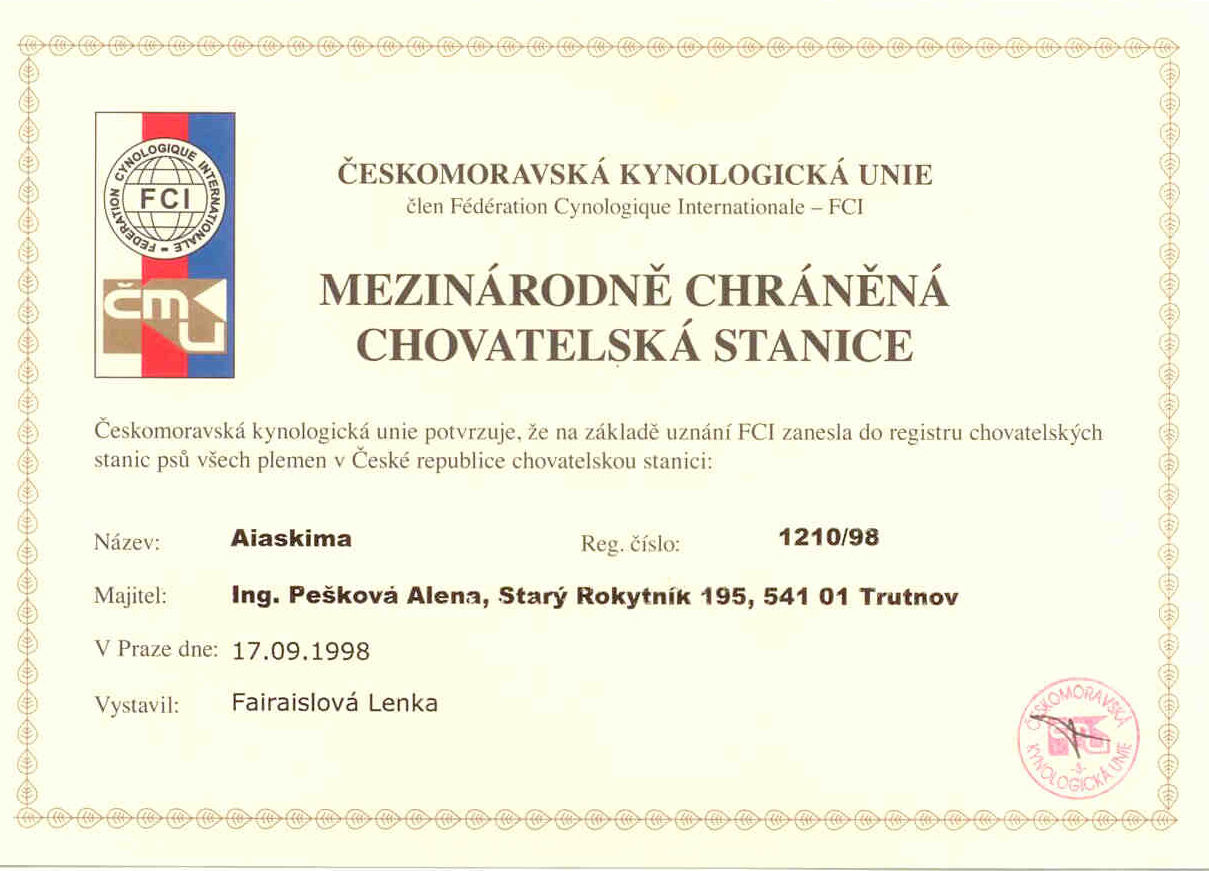 FEDERATION CYNOLOGIQUE INTERNATIONALE -
FCI
čmku
ČESKOMORAVSKÁ KYNOLOGICKÁ UNIE
člen Fédération Cynologique Internationale – FCI
MEZINÁRODNĚ CHRÁNĚNÁ
CHOVATELSKÁ STANICE
Českomoravská kynologická unie potvrzuje, že na základě uznání FCI zanesla do registru chovatelských
stanic psů všech plemen v České republice chovatelskou stanici:
Název: Aiaskima Reg. číslo: 1210/98
Majitel: Ing. Pešková Alena, Starý Rokytník 195, 541 01 Trutnov
V Praze dne: 17.09.1998
Vystavil: Fairaislová Lenka
ČESKOMORAVSKÁ
KYNOLOGICKÁ UNIE